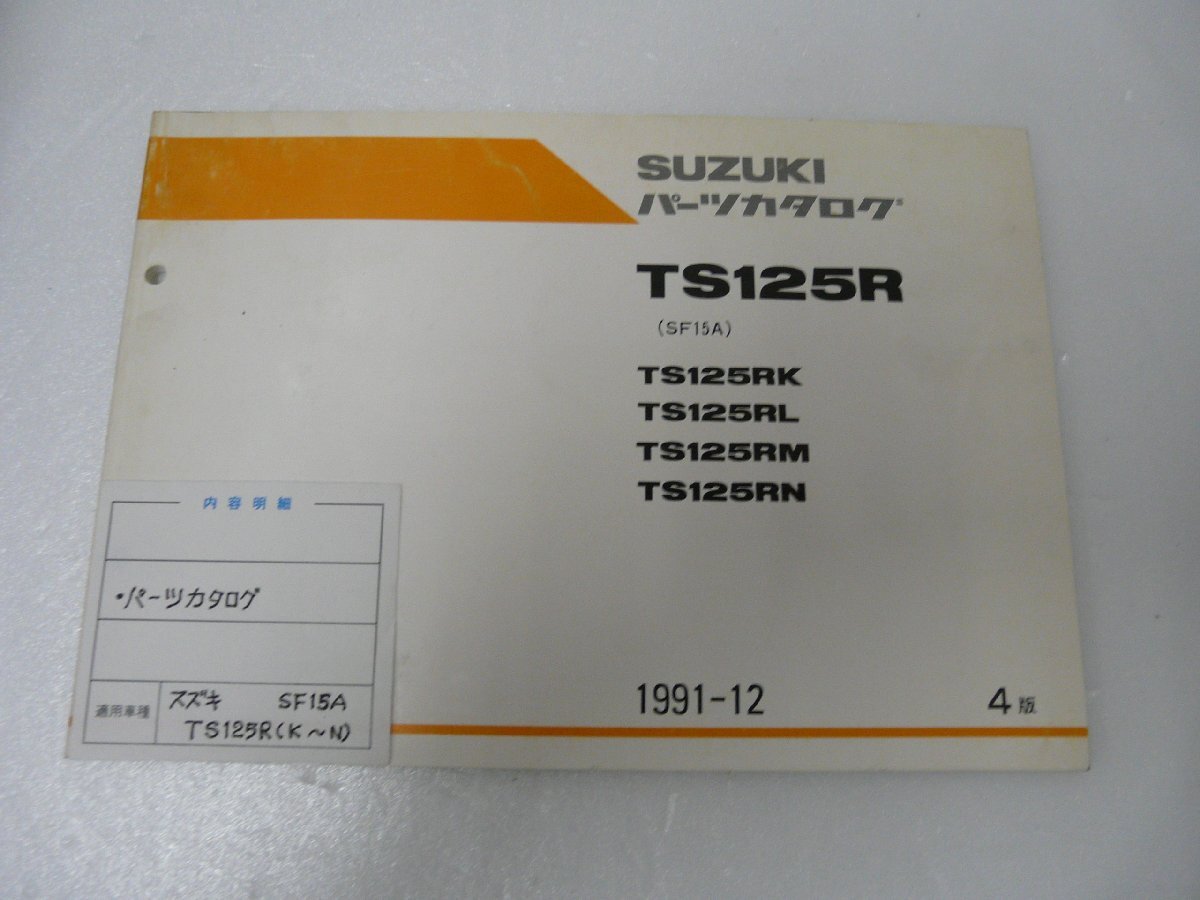 SUZUKI
パーツカタログ
TS125R
(SF15A)
TS125RK
TS125RL
TS125RM
TS125RN
1991-12
4版
内容明細
・パーツカタログ
適用車種
スズキ SF15A
TS125R(K～N)